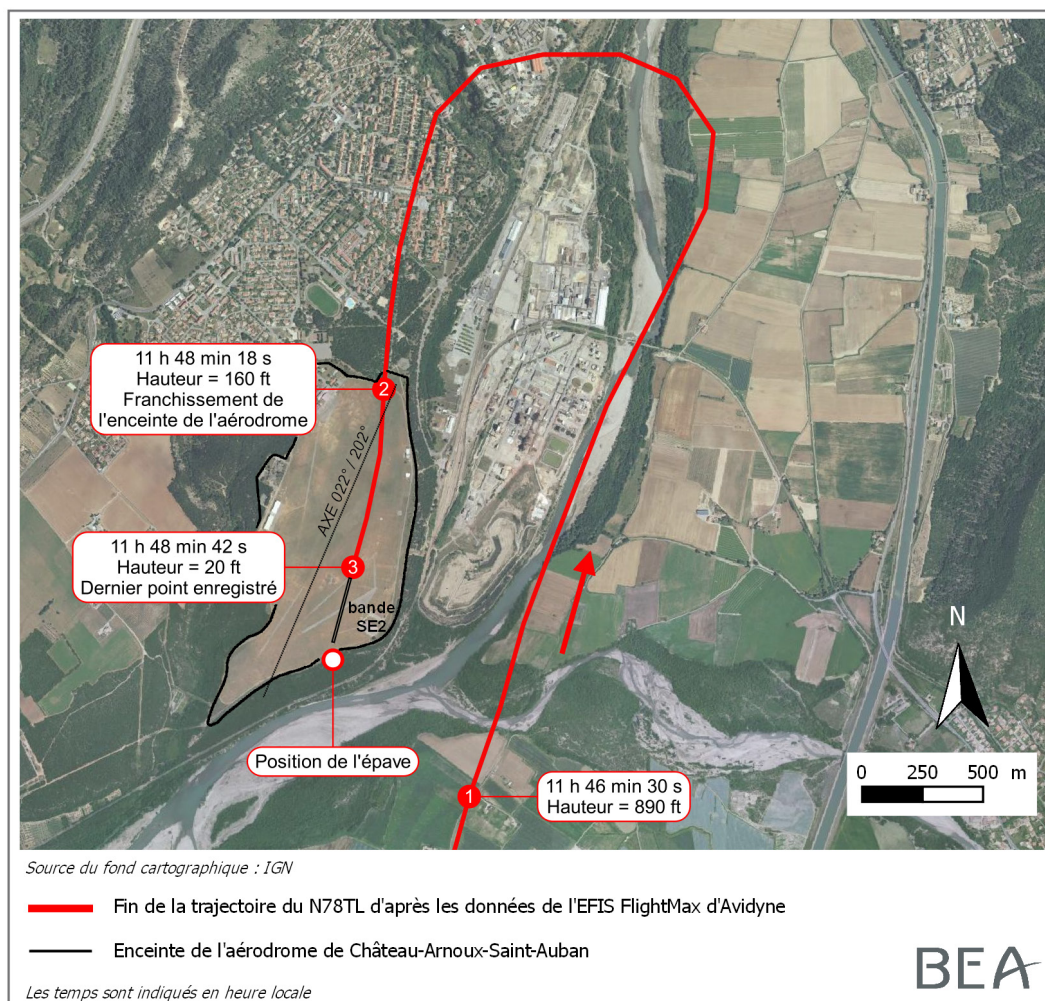 11 h 48 min 18 s
Hauteur = 160 ft
Franchissement de
l'enceinte de l'aérodrome
2
AXE 022° / 202°
11 h 48 min 42 s
Hauteur = 20 ft
Dernier point enregistré
3
bande
SE2
Position de l'épave
1
11 h 46 min 30 s
Hauteur = 890 ft
N
0 250 500 m
Source du fond cartographique : IGN
Fin de la trajectoire du N78TL d'après les données de l'EFIS FlightMax d'Avidyne
Enceinte de l'aérodrome de Château-Arnoux-Saint-Auban
Les temps sont indiqués en heure locale
BEA